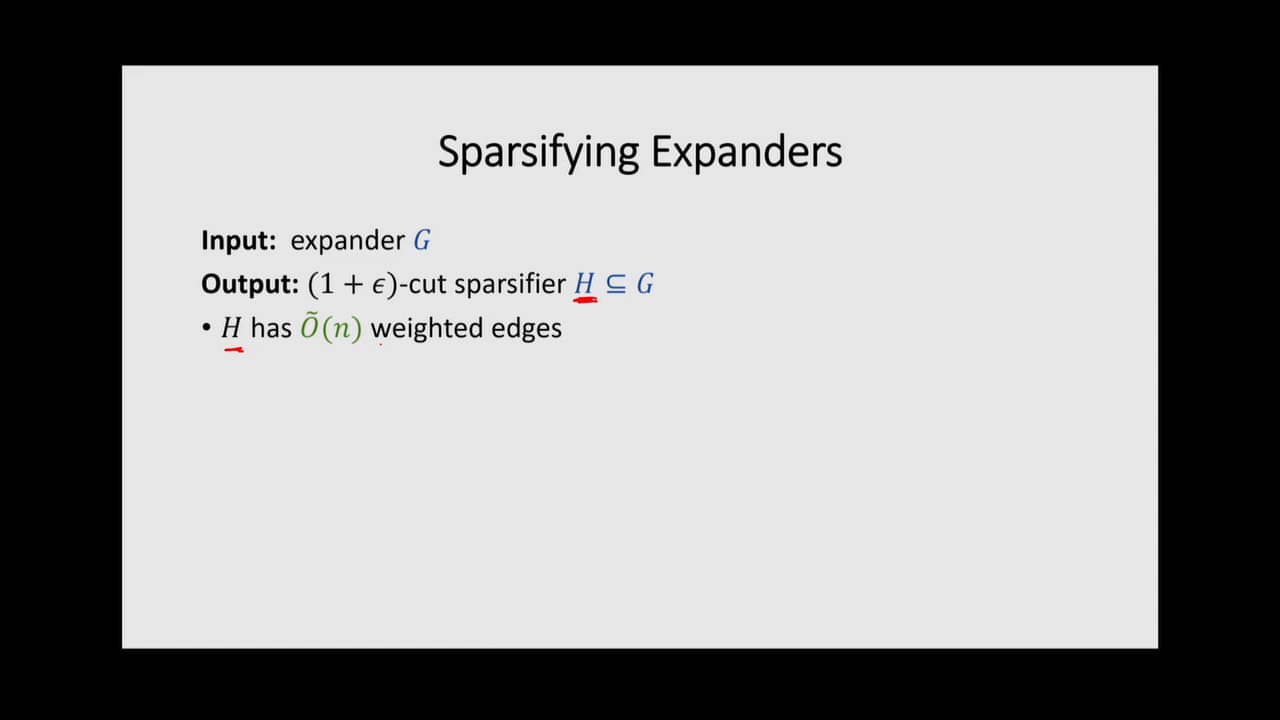 Sparsifying Expanders
Input: expander G
Output: (1 + ϵ)-cut sparsifier H ⊆ G
• H has Õ(n) weighted edges